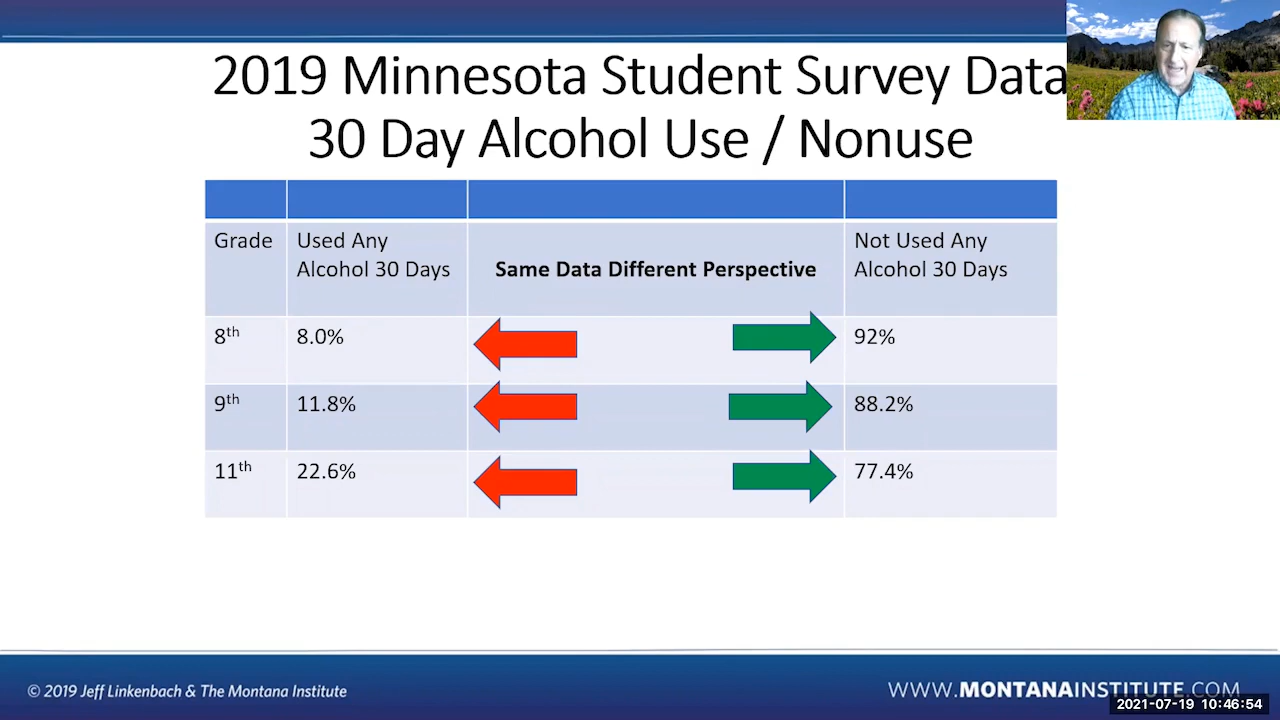 2019 Minnesota Student Survey Data
30 Day Alcohol Use / Nonuse
Grade
Used Any
Alcohol 30 Days
Same Data Different Perspective
Not Used Any
Alcohol 30 Days
8th
8.0%
92%
9th
11.8%
88.2%
11th
22.6%
77.4%
© 2019 Jeff Linkenbach & The Montana Institute
WWW.MONTANAINSTITUTE.COM
2021-07-19 10:46:54